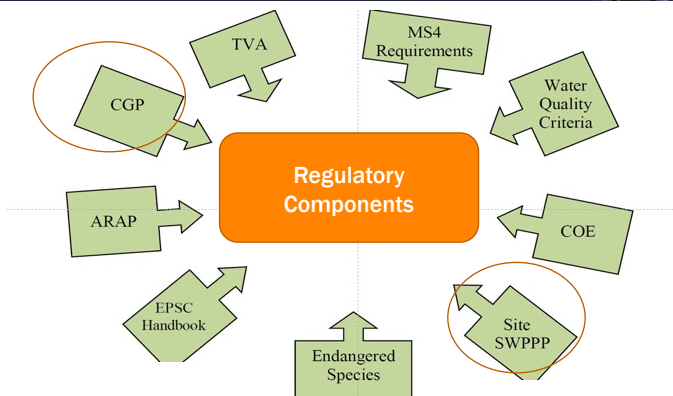 TVA
MS4
Requirements
CGP
Water
Quality
Criteria
Regulatory
Components
ARAP
COE
EPSC
Handbook
Site
SWPPP
Endangered
Species